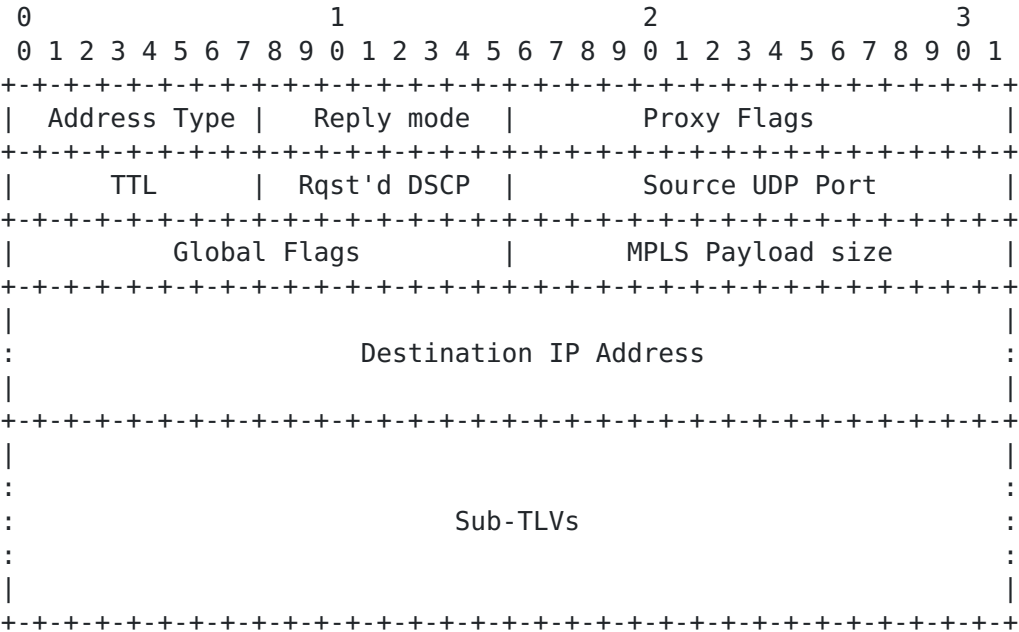 0                   1                   2                   3
 0 1 2 3 4 5 6 7 8 9 0 1 2 3 4 5 6 7 8 9 0 1 2 3 4 5 6 7 8 9 0 1
+-+-+-+-+-+-+-+-+-+-+-+-+-+-+-+-+-+-+-+-+-+-+-+-+-+-+-+-+-+-+-+-+
|  Address Type |   Reply mode  |        Proxy Flags            |
+-+-+-+-+-+-+-+-+-+-+-+-+-+-+-+-+-+-+-+-+-+-+-+-+-+-+-+-+-+-+-+-+
|      TTL      |  Rqst'd DSCP  |        Source UDP Port        |
+-+-+-+-+-+-+-+-+-+-+-+-+-+-+-+-+-+-+-+-+-+-+-+-+-+-+-+-+-+-+-+-+
|          Global Flags         |       MPLS Payload size       |
+-+-+-+-+-+-+-+-+-+-+-+-+-+-+-+-+-+-+-+-+-+-+-+-+-+-+-+-+-+-+-+-+
|                                                               |
:                      Destination IP Address                   :
|                                                               |
+-+-+-+-+-+-+-+-+-+-+-+-+-+-+-+-+-+-+-+-+-+-+-+-+-+-+-+-+-+-+-+-+
|                                                               |
:                                                               :
:                            Sub-TLVs                           :
:                                                               :
|                                                               |
+-+-+-+-+-+-+-+-+-+-+-+-+-+-+-+-+-+-+-+-+-+-+-+-+-+-+-+-+-+-+-+-+